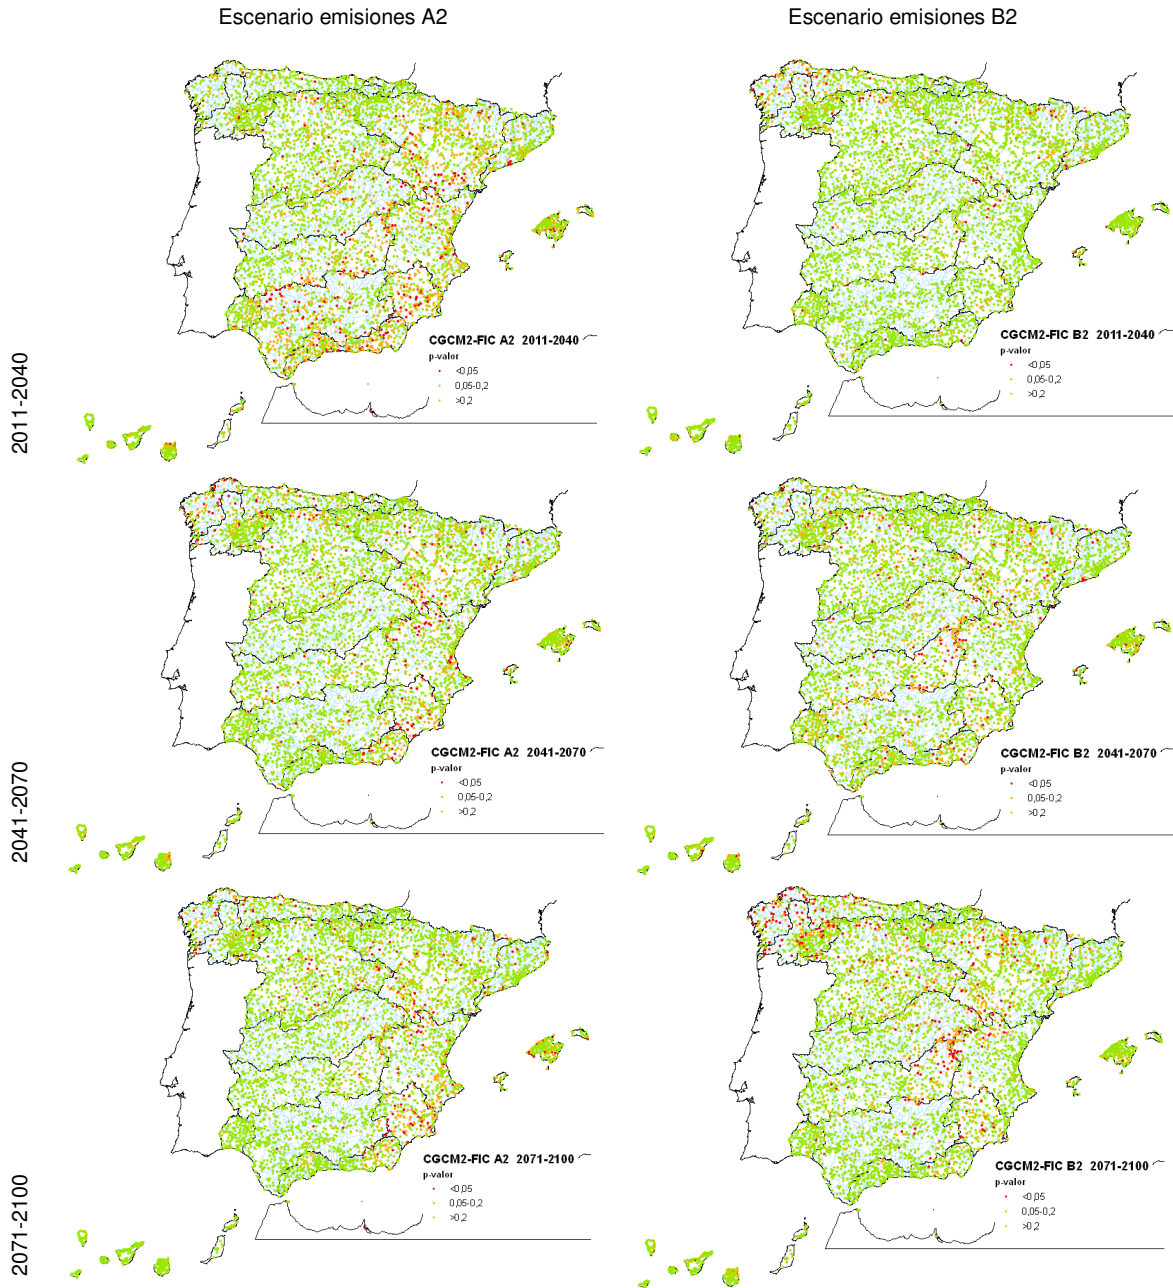 Escenario emisiones A2
Escenario emisiones B2
2011-2040
CGCM2-FIC A2 2011-2040
p-valor
<0,05
0,05-0,2
>0,2
CGCM2-FIC B2 2011-2040
p-valor
<0,05
0,05-0,2
>0,2
2041-2070
CGCM2-FIC A2 2041-2070
p-valor
<0,05
0,05-0,2
>0,2
CGCM2-FIC B2 2041-2070
p-valor
<0,05
0,05-0,2
>0,2
2071-2100
CGCM2-FIC A2 2071-2100
p-valor
<0,05
0,05-0,2
>0,2
CGCM2-FIC B2 2071-2100
p-valor
<0,05
0,05-0,2
>0,2